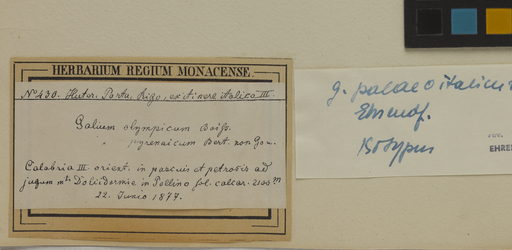 HERBARIUM REGIUM MONACENSE.
No 430. Huter, Porta, Rigo, ex itinere italico III.
Galium olympicum Boiss.
" pyrenaicum Bert. non Gou.
Calabria III. orient. in pascuis et petrosis ad
jugum mtis Dolcedorme in Pollino sol. calcar.
22. Junio 1877.
G. palaeoitalicum
Ehrendf.
Isotypus
EHREN